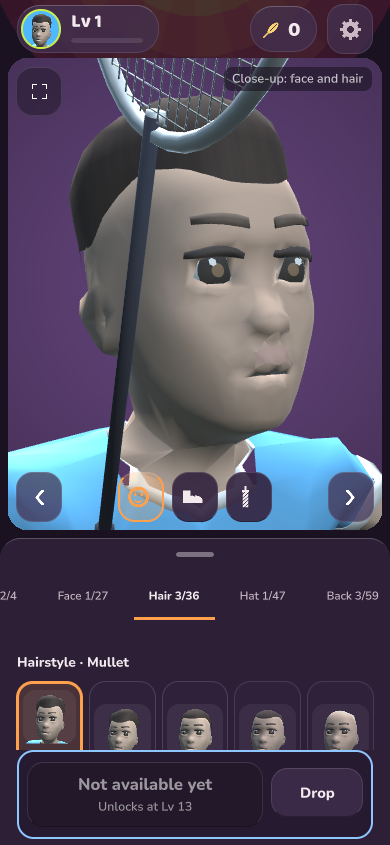 Lv 1
0
Close-up: face and hair
2/4
Face 1/27
Hair 3/36
Hat 1/47
Back 3/59
Hairstyle · Mullet
Not available yet
Unlocks at Lv 13
Drop